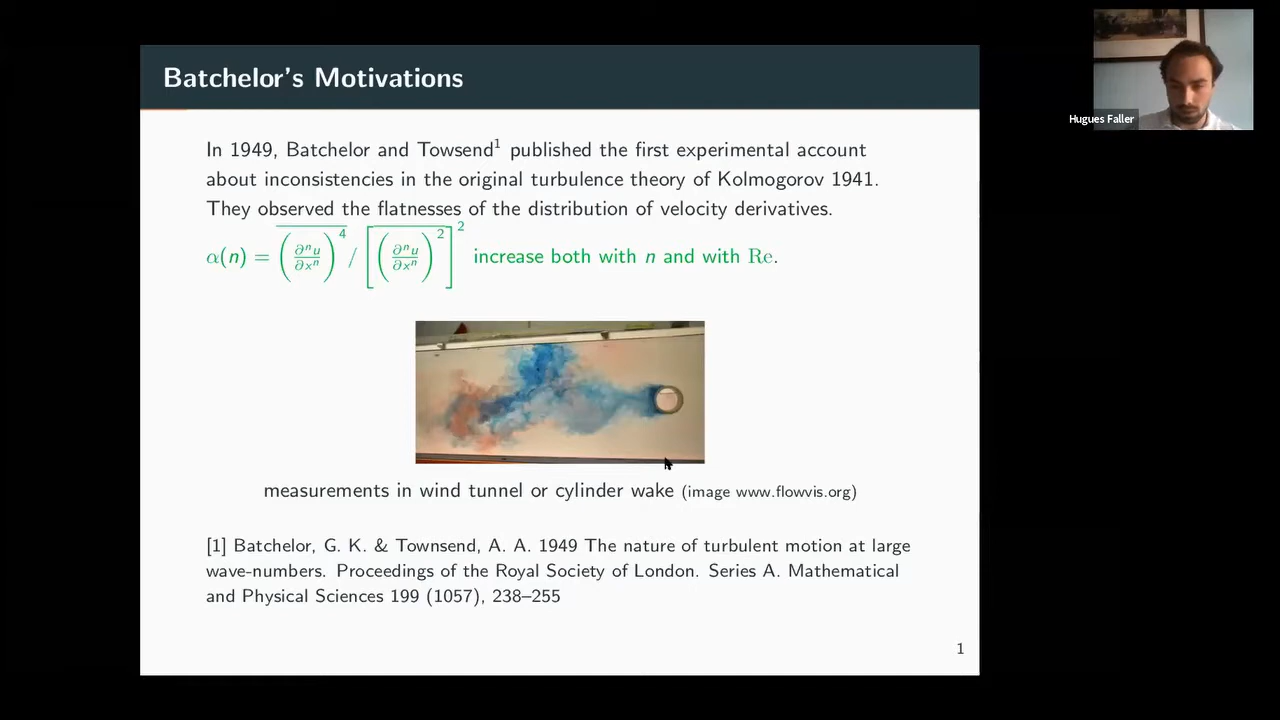 Batchelor's Motivations
Hugues Faller
In 1949, Batchelor and Towsend¹ published the first experimental account
about inconsistencies in the original turbulence theory of Kolmogorov 1941.
They observed the flatnesses of the distribution of velocity derivatives.
α(n) = \overline{(∂ⁿu/∂xⁿ)⁴} / [\overline{(∂ⁿu/∂xⁿ)²}]² increase both with n and with Re.
measurements in wind tunnel or cylinder wake (image www.flowvis.org)
[1] Batchelor, G. K. & Townsend, A. A. 1949 The nature of turbulent motion at large
wave-numbers. Proceedings of the Royal Society of London. Series A. Mathematical
and Physical Sciences 199 (1057), 238–255
1